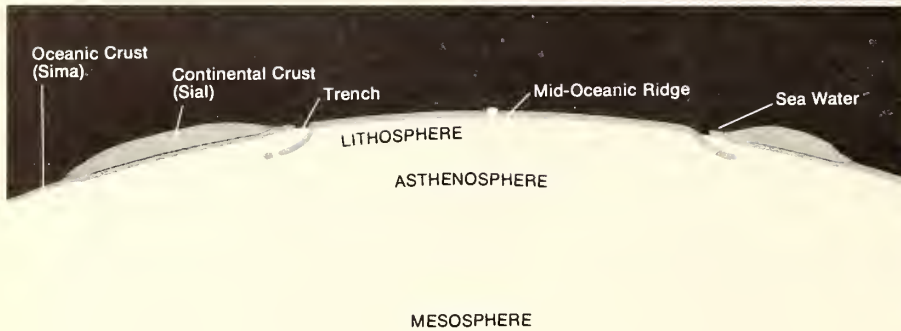 Oceanic Crust
(Sima)
Continental Crust
(Sial)
Trench
Mid-Oceanic Ridge
Sea Water
LITHOSPHERE
ASTHENOSPHERE
MESOSPHERE